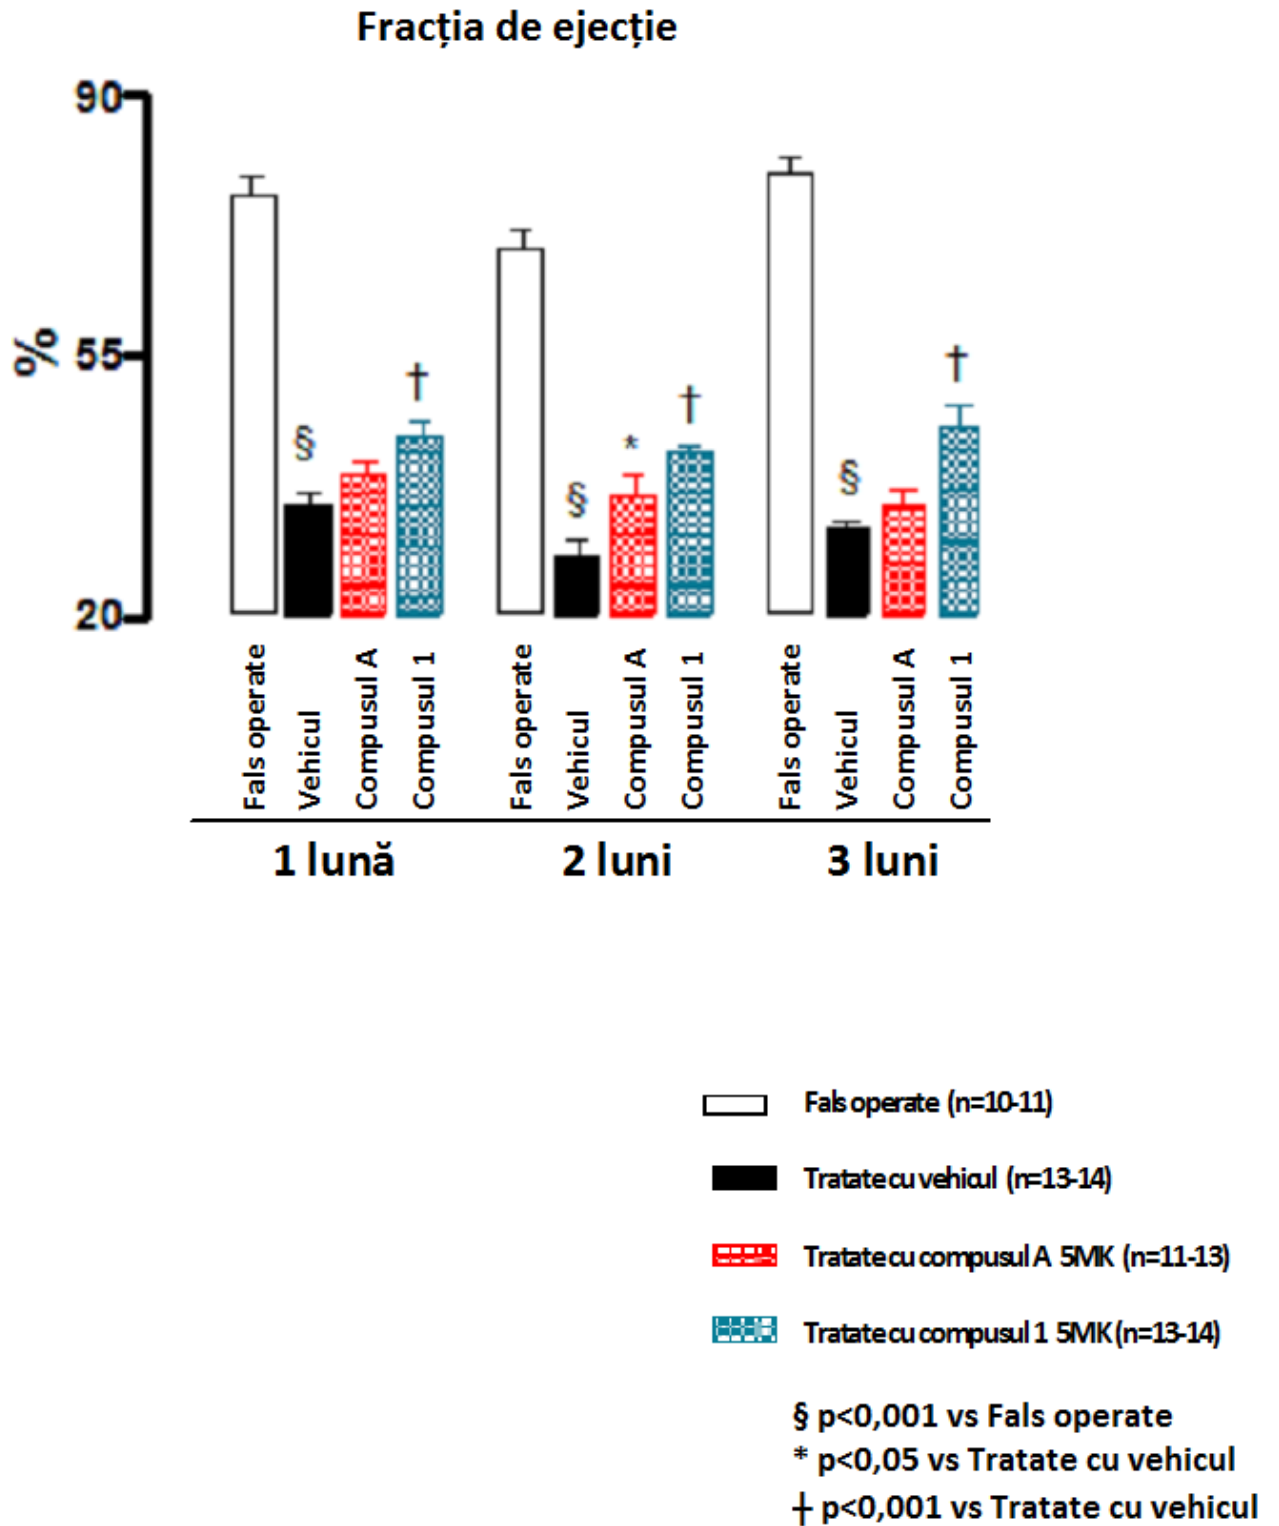 Fracția de ejecție
90
%
55
20
†
§
†
*
§
†
§
Fals operate
Vehicul
Compusul A
Compusul 1
Fals operate
Vehicul
Compusul A
Compusul 1
Fals operate
Vehicul
Compusul A
Compusul 1
1 lună
2 luni
3 luni
Fals operate (n=10-11)
Tratate cu vehicul (n=13-14)
Tratate cu compusul A 5MK (n=11-13)
Tratate cu compusul 1 5MK (n=13-14)
§ p<0,001 vs Fals operate
* p<0,05 vs Tratate cu vehicul
† p<0,001 vs Tratate cu vehicul